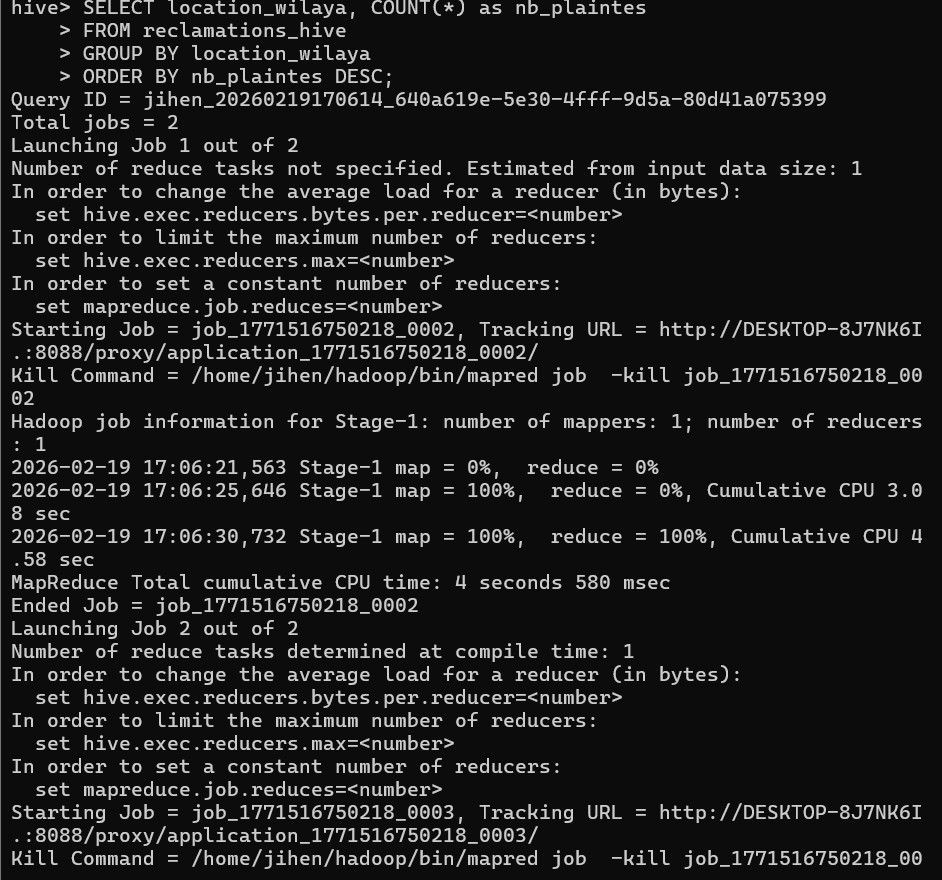 hive> SELECT location_wilaya, COUNT(*) as nb_plaintes
    > FROM reclamations_hive
    > GROUP BY location_wilaya
    > ORDER BY nb_plaintes DESC;
Query ID = jihen_20260219170614_640a619e-5e30-4fff-9d5a-80d41a075399
Total jobs = 2
Launching Job 1 out of 2
Number of reduce tasks not specified. Estimated from input data size: 1
In order to change the average load for a reducer (in bytes):
  set hive.exec.reducers.bytes.per.reducer=<number>
In order to limit the maximum number of reducers:
  set hive.exec.reducers.max=<number>
In order to set a constant number of reducers:
  set mapreduce.job.reduces=<number>
Starting Job = job_1771516750218_0002, Tracking URL = http://DESKTOP-8J7NK6I
.:8088/proxy/application_1771516750218_0002/
Kill Command = /home/jihen/hadoop/bin/mapred job  -kill job_1771516750218_00
02
Hadoop job information for Stage-1: number of mappers: 1; number of reducers
: 1
2026-02-19 17:06:21,563 Stage-1 map = 0%,  reduce = 0%
2026-02-19 17:06:25,646 Stage-1 map = 100%,  reduce = 0%, Cumulative CPU 3.0
8 sec
2026-02-19 17:06:30,732 Stage-1 map = 100%,  reduce = 100%, Cumulative CPU 4
.58 sec
MapReduce Total cumulative CPU time: 4 seconds 580 msec
Ended Job = job_1771516750218_0002
Launching Job 2 out of 2
Number of reduce tasks determined at compile time: 1
In order to change the average load for a reducer (in bytes):
  set hive.exec.reducers.bytes.per.reducer=<number>
In order to limit the maximum number of reducers:
  set hive.exec.reducers.max=<number>
In order to set a constant number of reducers:
  set mapreduce.job.reduces=<number>
Starting Job = job_1771516750218_0003, Tracking URL = http://DESKTOP-8J7NK6I
.:8088/proxy/application_1771516750218_0003/
Kill Command = /home/jihen/hadoop/bin/mapred job  -kill job_1771516750218_00